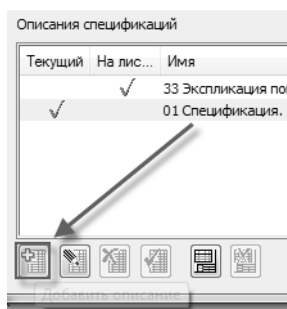 Описания спецификаций
Текущий На лис... Имя
33 Экспликация по
01 Спецификация.
Добавить описание